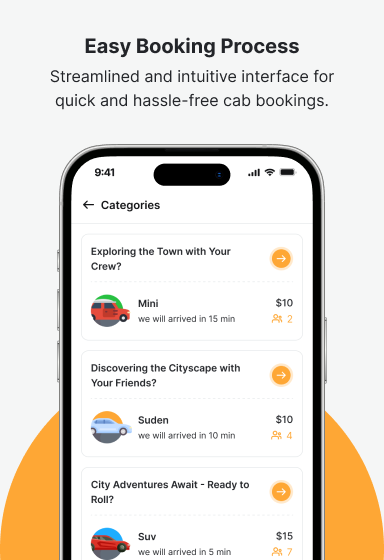 Easy Booking Process
Streamlined and intuitive interface for
quick and hassle-free cab bookings.
9:41
Categories
Exploring the Town with Your
Crew?
Mini
$10
we will arrived in 15 min
2
Discovering the Cityscape with
Your Friends?
Suden
$10
we will arrived in 10 min
4
City Adventures Await - Ready to
Roll?
Suv
$15
we will arrived in 5 min
7